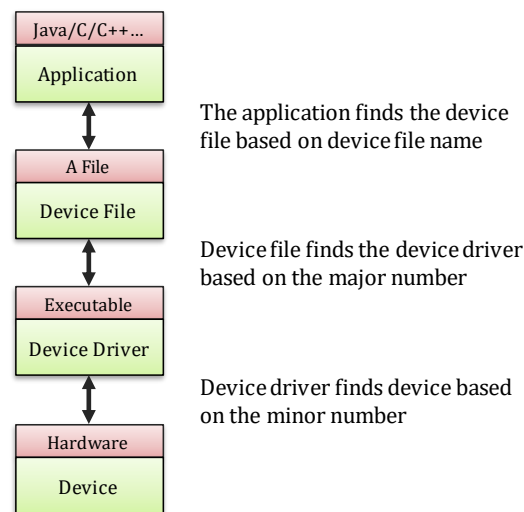 Java/C/C++...
Application
The application finds the device
file based on device file name
A File
Device File
Device file finds the device driver
based on the major number
Executable
Device Driver
Device driver finds device based
on the minor number
Hardware
Device